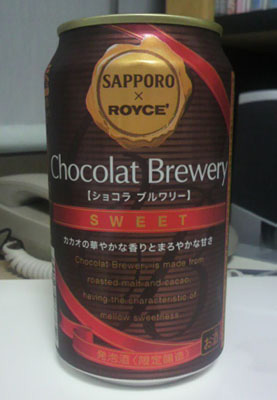 SAPPORO
×
ROYCE'
Chocolat Brewery
【ショコラ ブルワリー】
SWEET
カカオの華やかな香りとまろやかな甘さ
Chocolat Brewery is made from
roasted malt and cacao
having the characteristic of
mellow sweetness.
発泡酒〈限定醸造〉
お酒